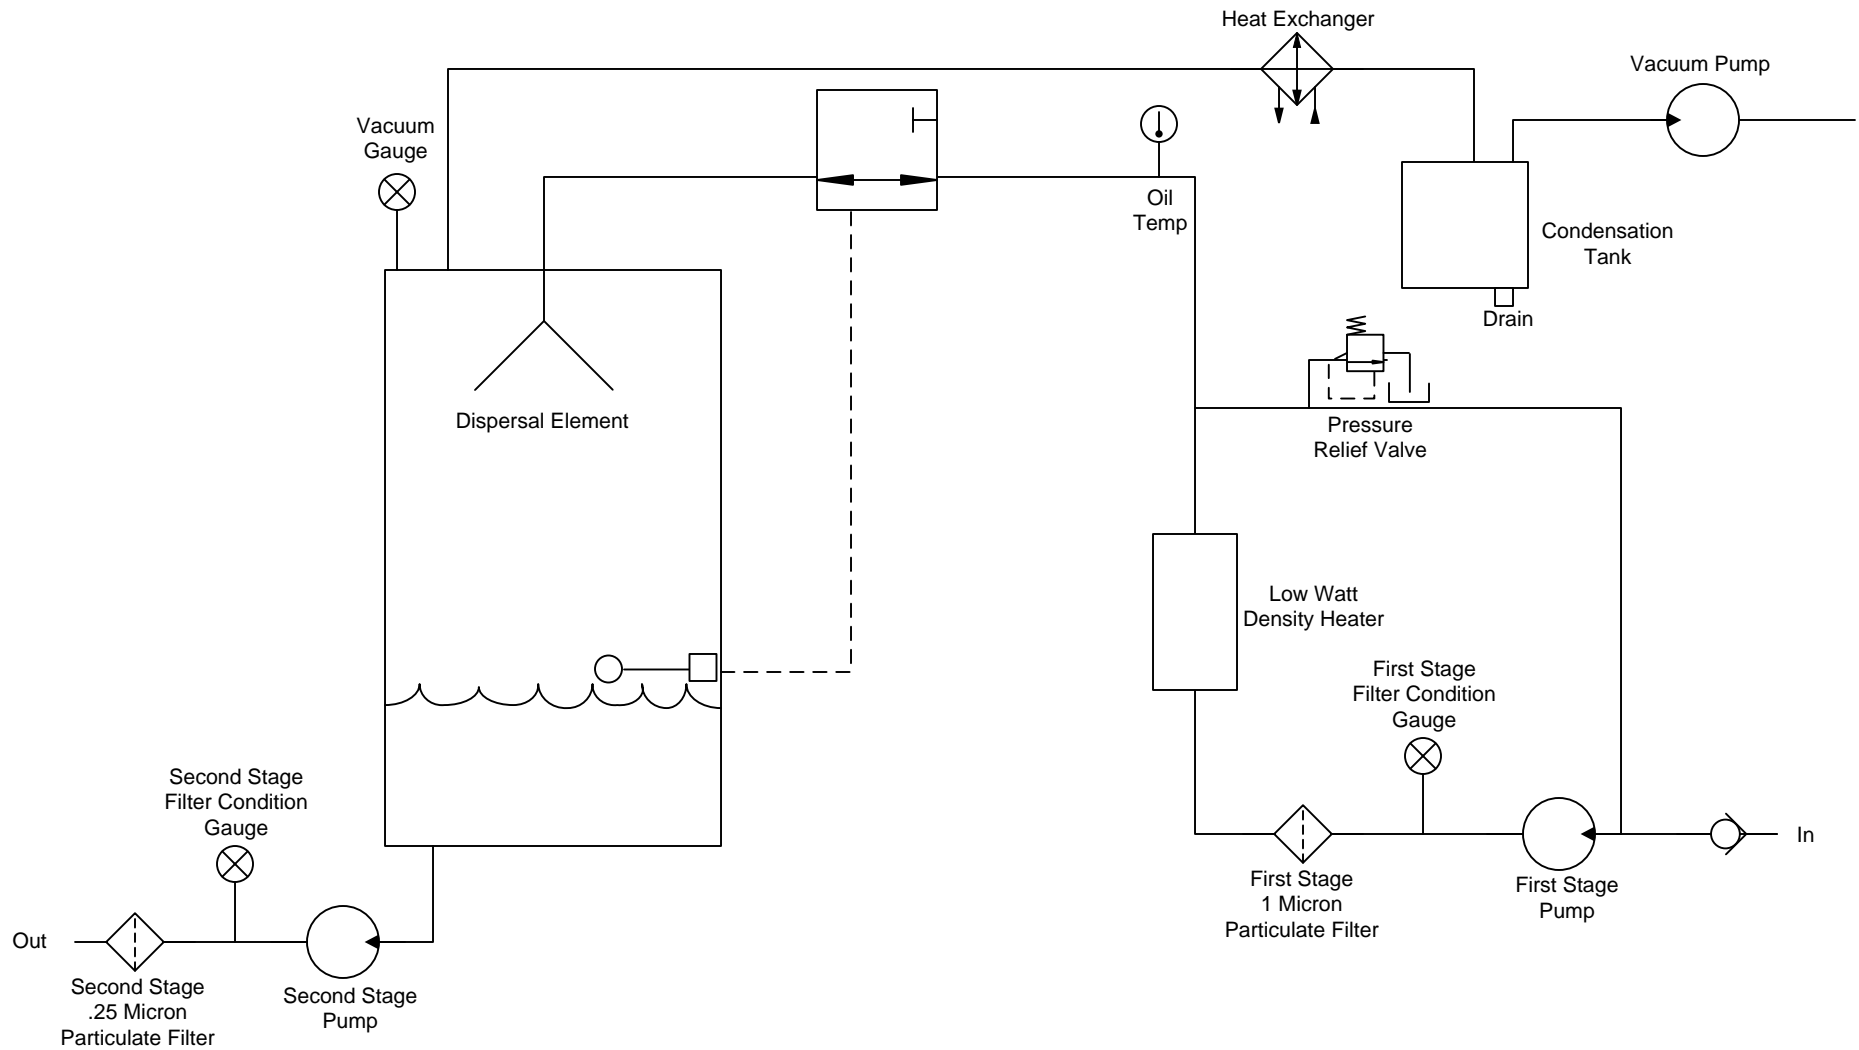 Heat Exchanger
Vacuum Pump
Vacuum
Gauge
Oil
Temp
Condensation
Tank
Drain
Dispersal Element
Pressure
Relief Valve
Low Watt
Density Heater
First Stage
Filter Condition
Gauge
Second Stage
Filter Condition
Gauge
In
First Stage
1 Micron
Particulate Filter
First Stage
Pump
Out
Second Stage
.25 Micron
Particulate Filter
Second Stage
Pump